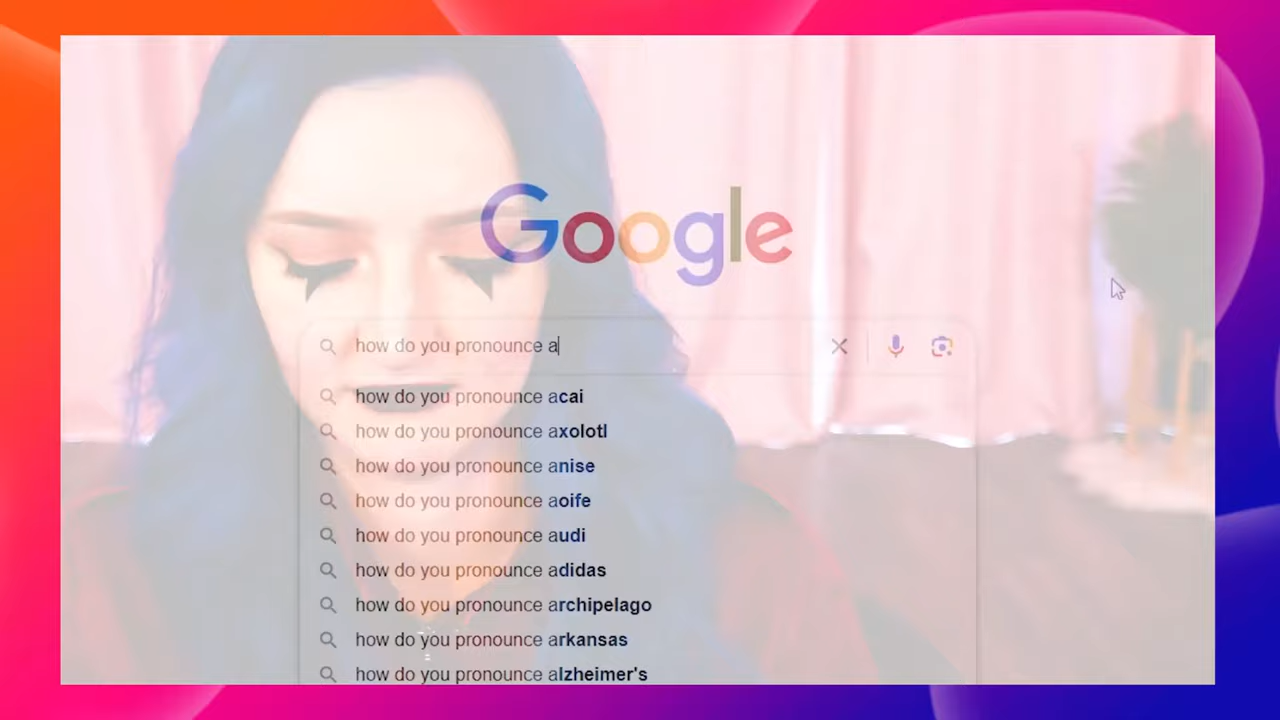 Google
how do you pronounce a
how do you pronounce acai
how do you pronounce axolotl
how do you pronounce anise
how do you pronounce aoife
how do you pronounce audi
how do you pronounce adidas
how do you pronounce archipelago
how do you pronounce arkansas
how do you pronounce alzheimer's